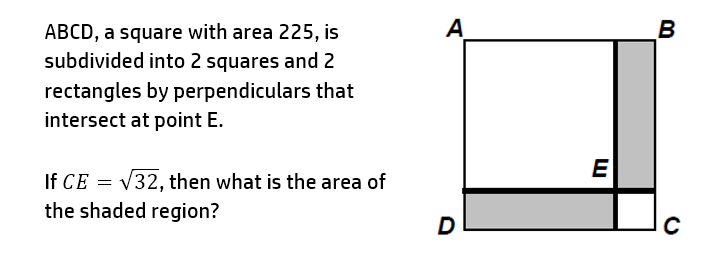 ABCD, a square with area 225, is
subdivided into 2 squares and 2
rectangles by perpendiculars that
intersect at point E.
If CE = √32, then what is the area of
the shaded region?
A
B
E
D
C